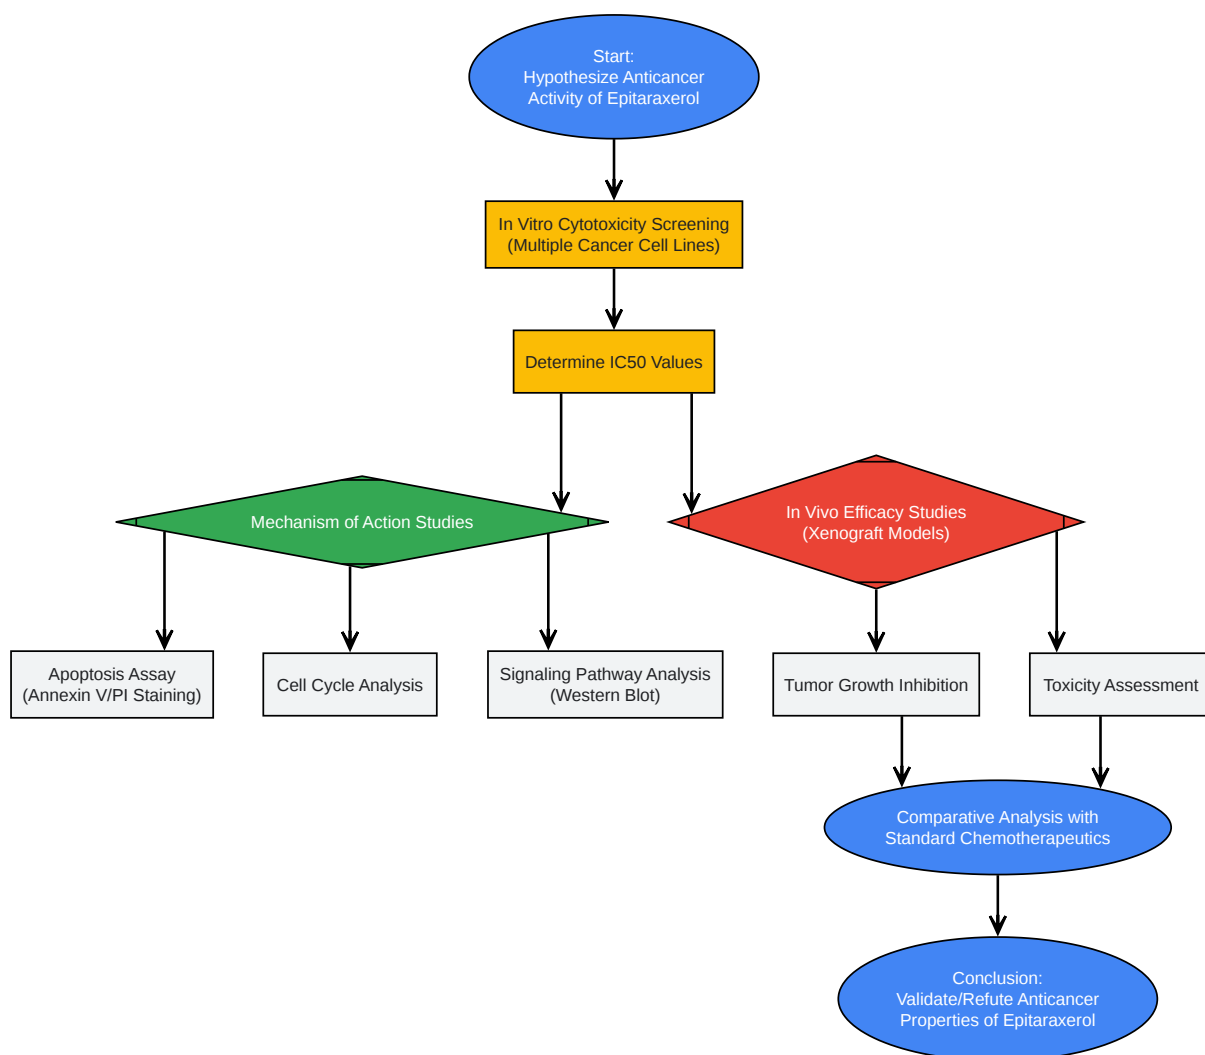 Start:
Hypothesize Anticancer
Activity of Epitaraxerol
In Vitro Cytotoxicity Screening
(Multiple Cancer Cell Lines)
Determine IC50 Values
Mechanism of Action Studies
In Vivo Efficacy Studies
(Xenograft Models)
Apoptosis Assay
(Annexin V/PI Staining)
Cell Cycle Analysis
Signaling Pathway Analysis
(Western Blot)
Tumor Growth Inhibition
Toxicity Assessment
Comparative Analysis with
Standard Chemotherapeutics
Conclusion:
Validate/Refute Anticancer
Properties of Epitaraxerol